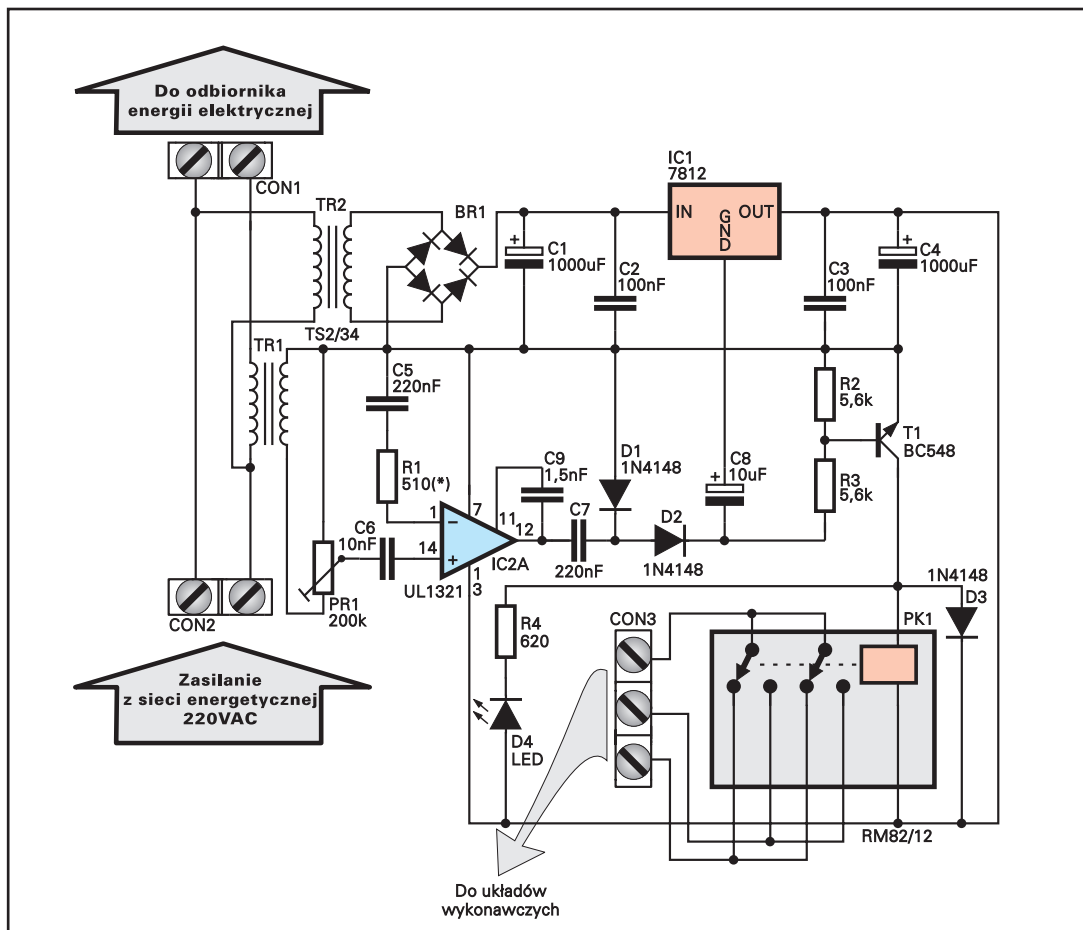 Do odbiornika
energii elektrycznej
CON1
TR2
BR1
IC1
7812
IN
GND
OUT
C1
1000uF
C2
100nF
C3
100nF
C4
1000uF
TS2/34
TR1
C5
220nF
R2
5,6k
T1
BC548
R1
510(*)
C9
1,5nF
D1
1N4148
C8
10uF
R3
5,6k
C6
10nF
1
7
11
12
14
1
3
C7
220nF
D2
1N4148
IC2A
UL1321
PR1
200k
CON2
R4
620
CON3
PK1
1N4148
D3
Zasilanie
z sieci energetycznej
220VAC
D4
LED
RM82/12
Do układów
wykonawczych